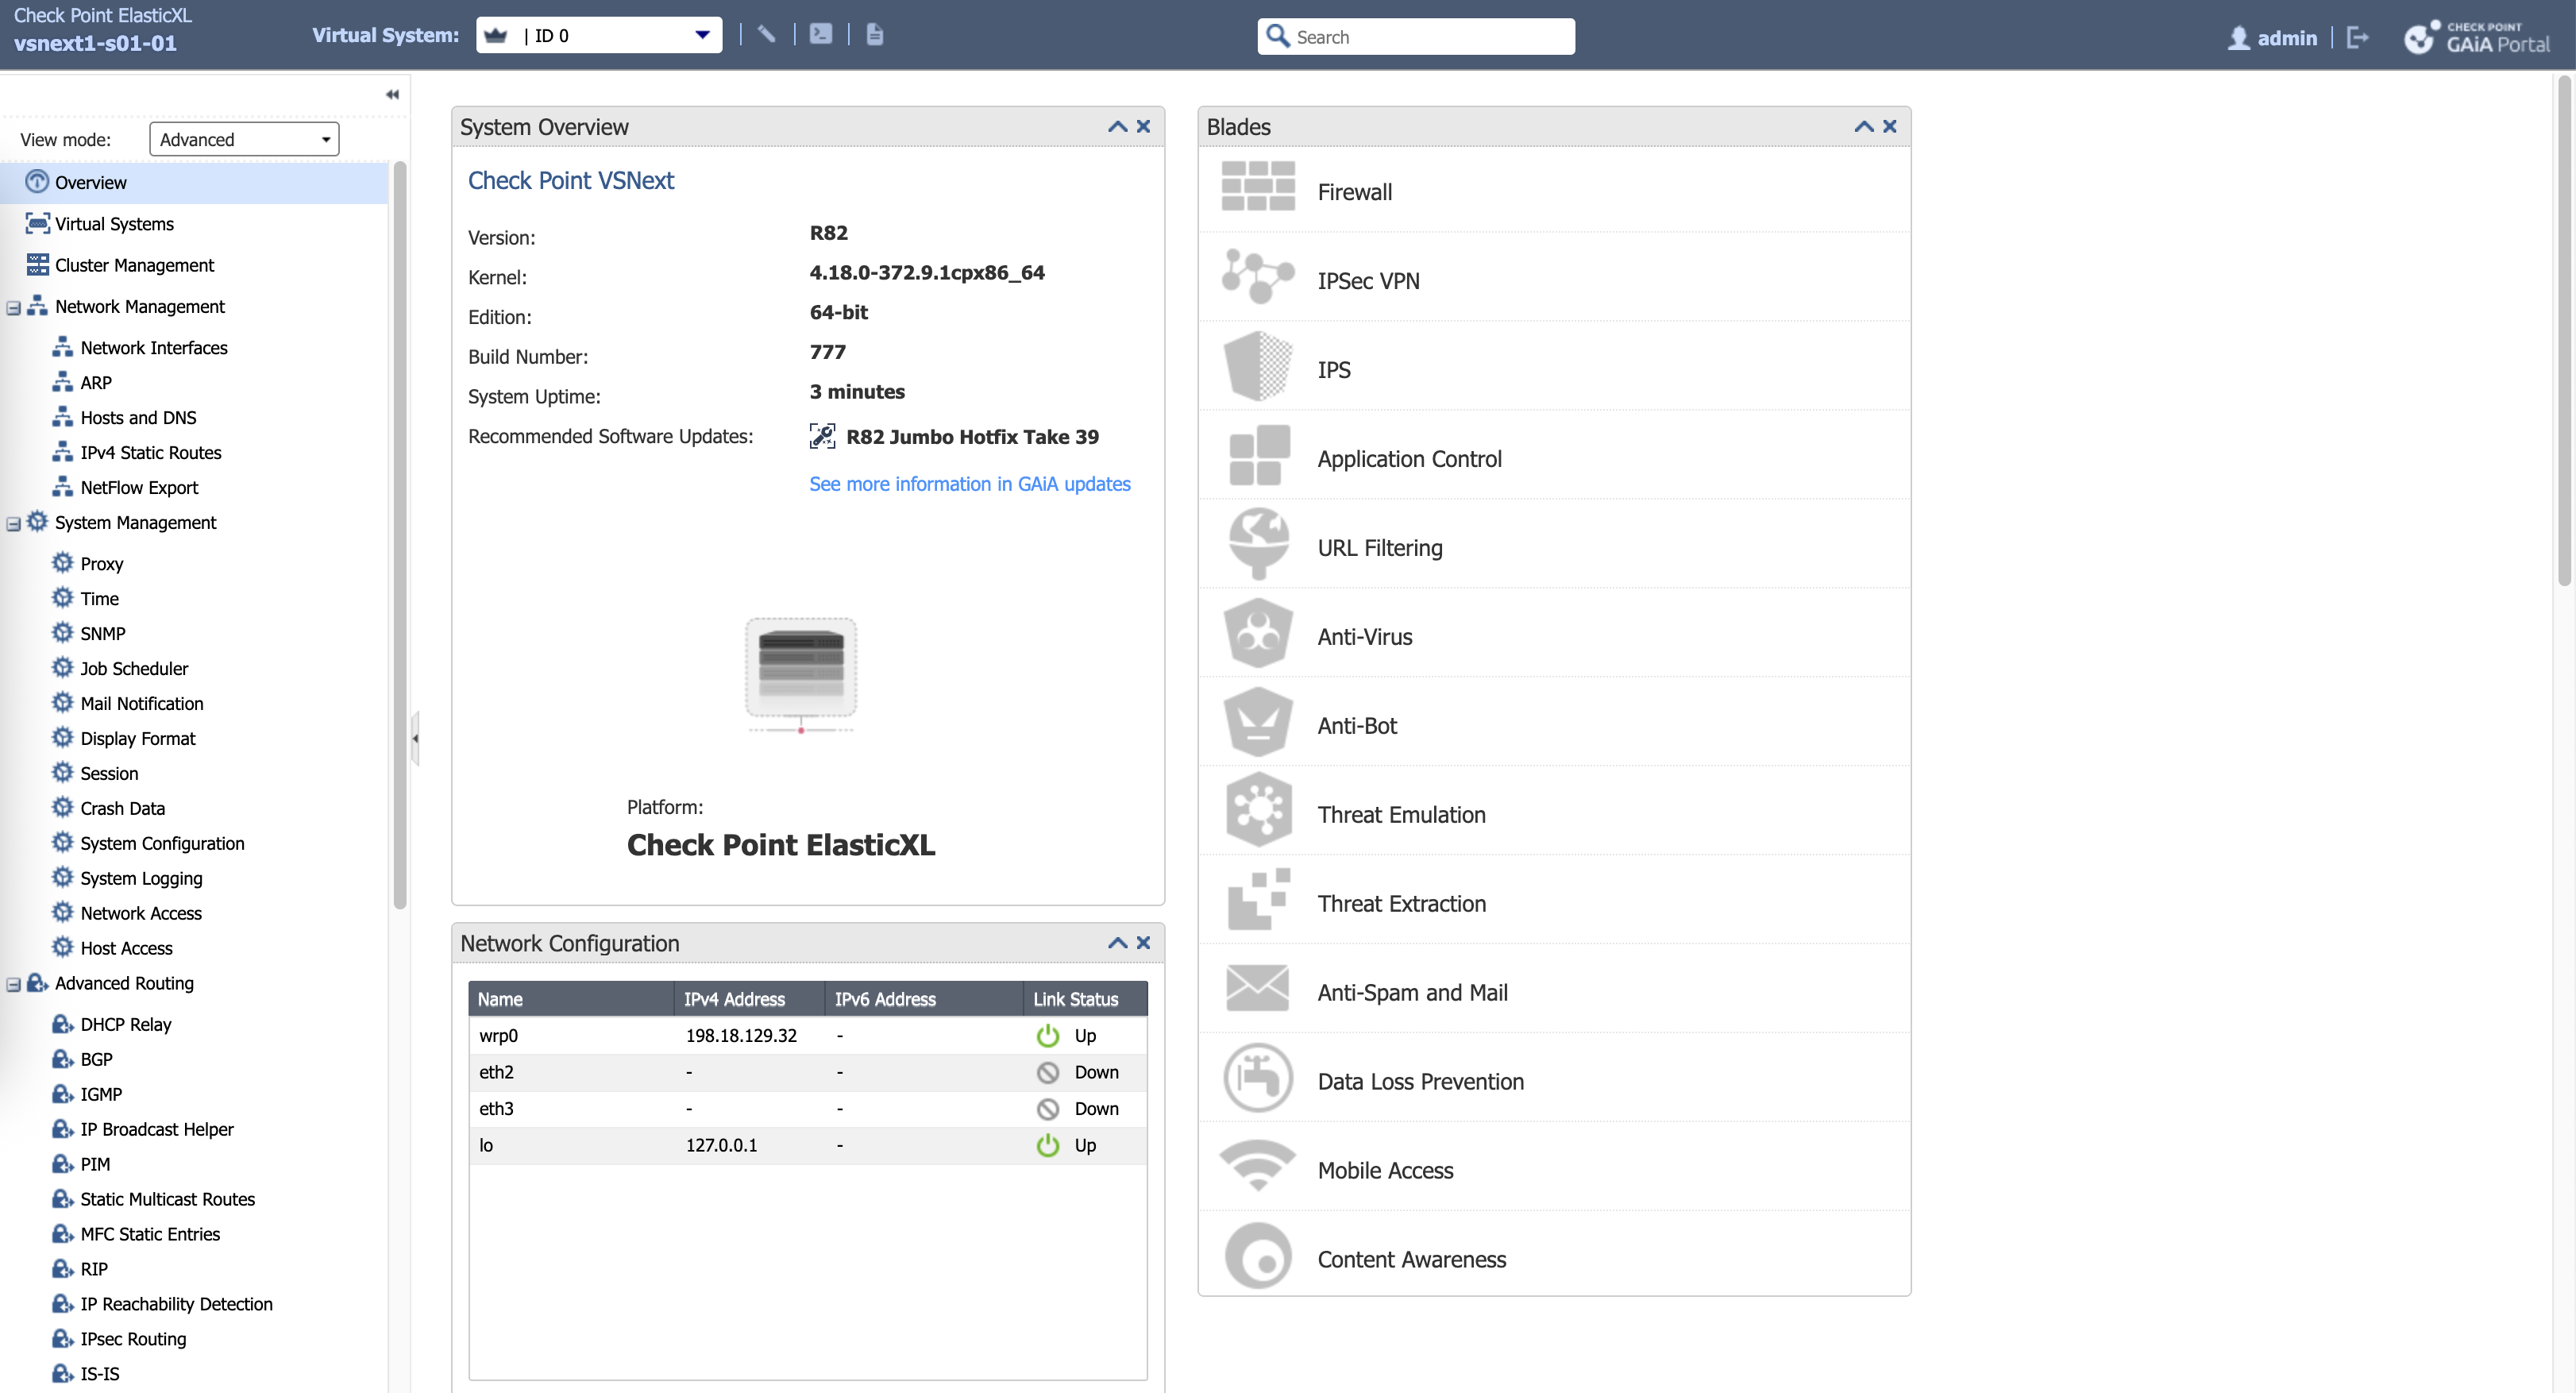 Check Point ElasticXL
vsnext1-s01-01
Virtual System:
| ID 0
Search
admin
CHECK POINT
GAiA Portal
View mode:
Advanced
Overview
Virtual Systems
Cluster Management
Network Management
Network Interfaces
ARP
Hosts and DNS
IPv4 Static Routes
NetFlow Export
System Management
Proxy
Time
SNMP
Job Scheduler
Mail Notification
Display Format
Session
Crash Data
System Configuration
System Logging
Network Access
Host Access
Advanced Routing
DHCP Relay
BGP
IGMP
IP Broadcast Helper
PIM
Static Multicast Routes
MFC Static Entries
RIP
IP Reachability Detection
IPsec Routing
IS-IS
System Overview
Check Point VSNext
Version: R82
Kernel: 4.18.0-372.9.1cpx86_64
Edition: 64-bit
Build Number: 777
System Uptime: 3 minutes
Recommended Software Updates: R82 Jumbo Hotfix Take 39
See more information in GAiA updates
Platform:
Check Point ElasticXL
Network Configuration
Name IPv4 Address IPv6 Address Link Status
wrp0 198.18.129.32 - Up
eth2 - - Down
eth3 - - Down
lo 127.0.0.1 - Up
Blades
Firewall
IPSec VPN
IPS
Application Control
URL Filtering
Anti-Virus
Anti-Bot
Threat Emulation
Threat Extraction
Anti-Spam and Mail
Data Loss Prevention
Mobile Access
Content Awareness